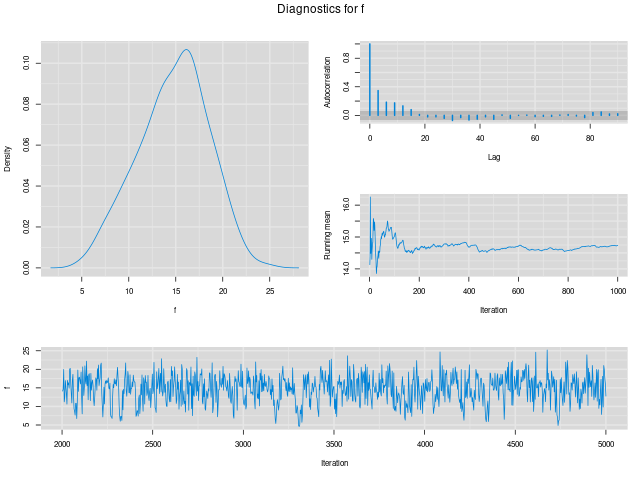 Diagnostics for f
Density
0.00 0.02 0.04 0.06 0.08 0.10
5 10 15 20 25
f
Autocorrelation
0.0 0.4 0.8
0 20 40 60 80
Lag
Running mean
14.0 15.0 16.0
0 200 400 600 800 1000
Iteration
f
5 10 15 20 25
2000 2500 3000 3500 4000 4500 5000
Iteration